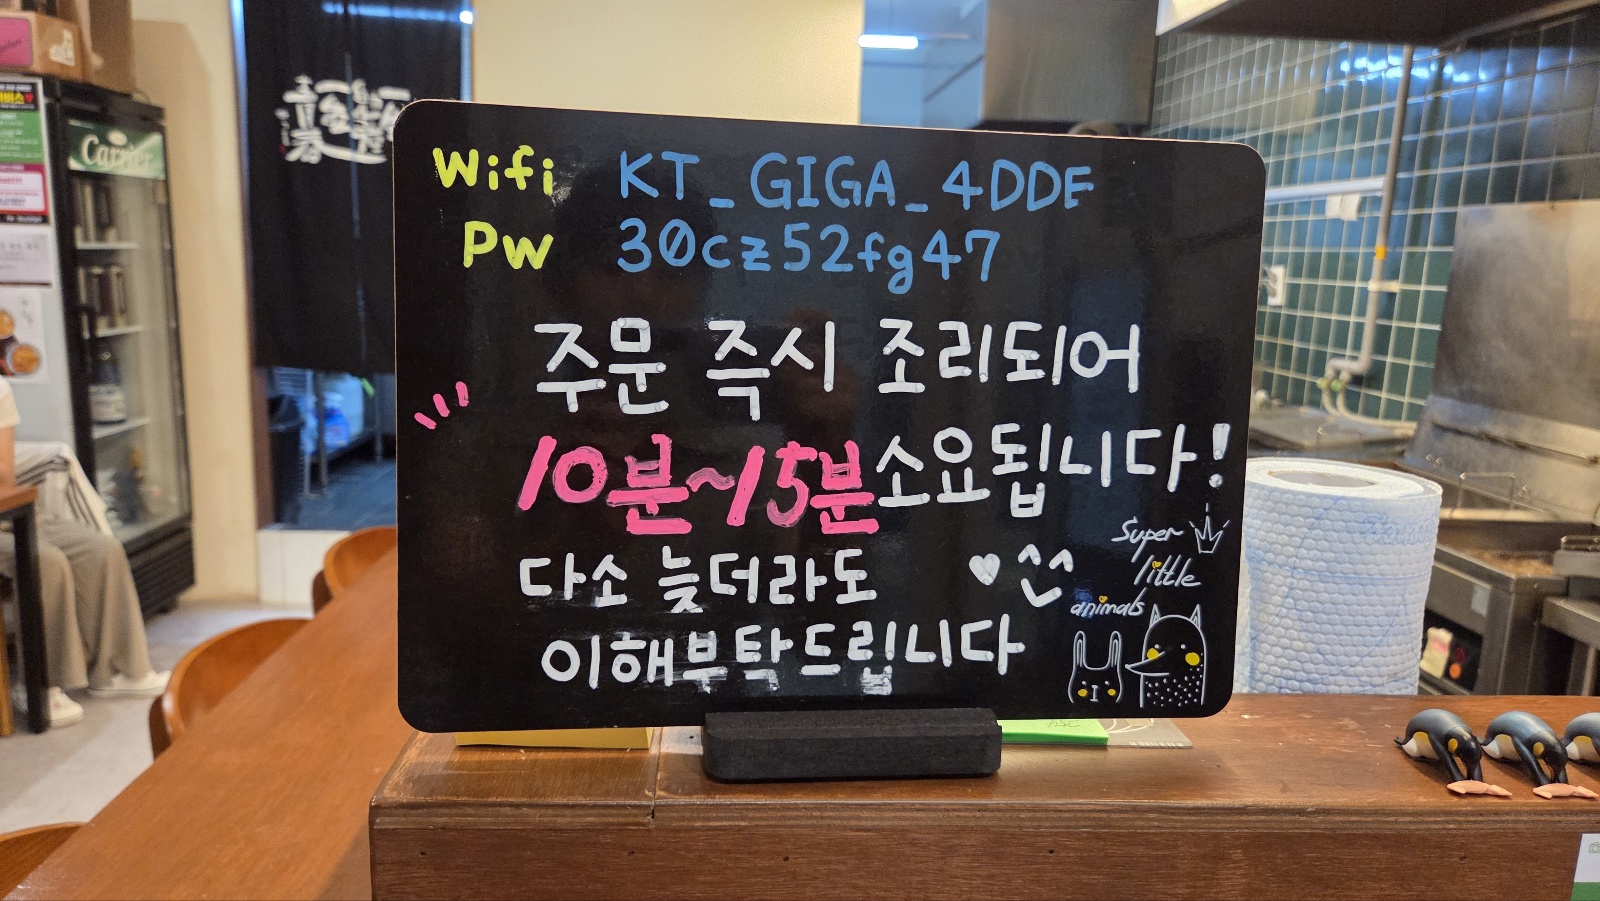 Wifi KT_GIGA_4DDE
PW 30cz52fg47
주문 즉시 조리되어
10분~15분 소요됩니다!
다소 늦더라도
이해부탁드립니다
Super
little
animals
Carrier